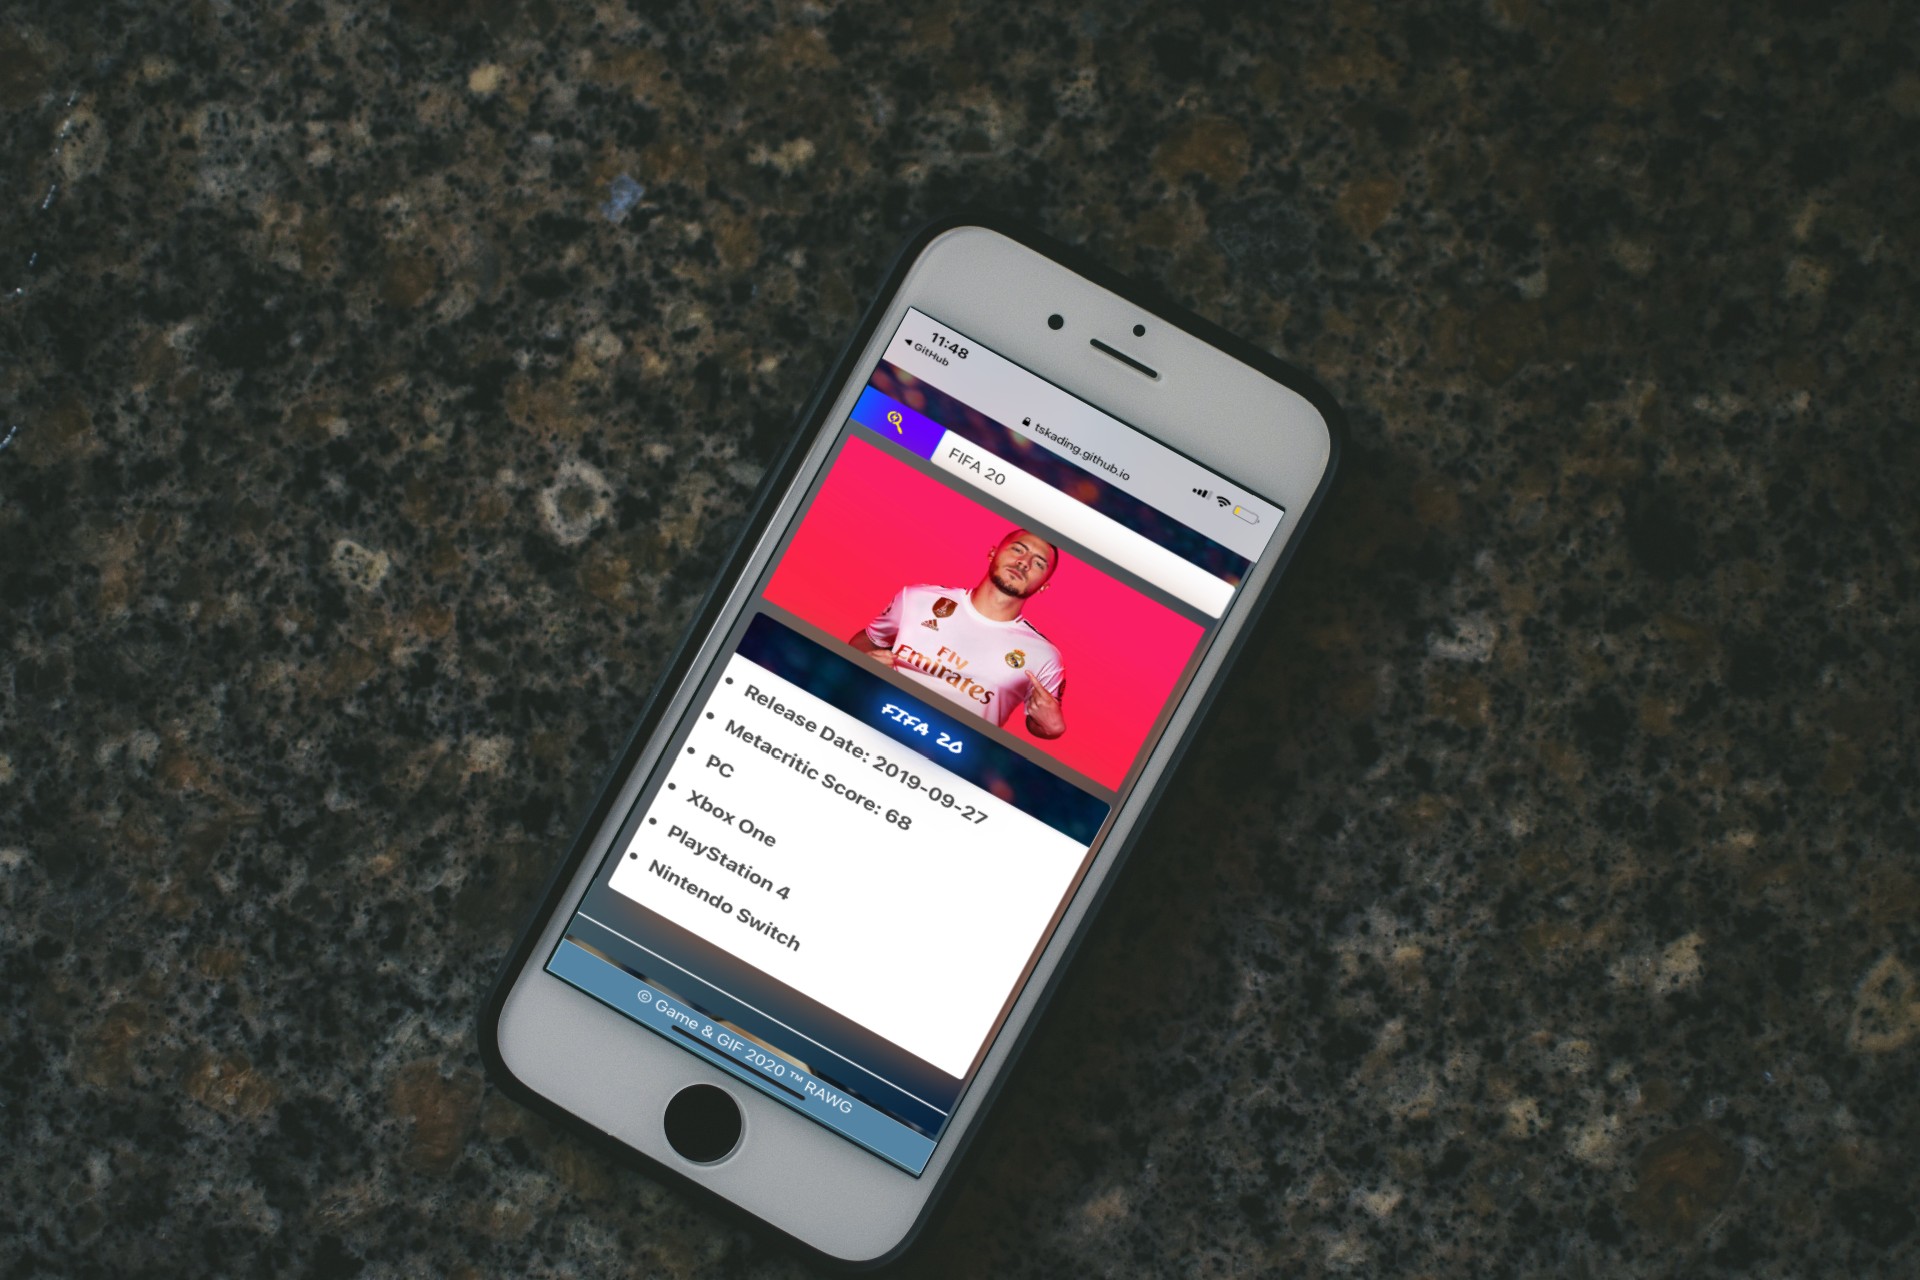 11:48
GitHub
tskading.github.io
FIFA 20
Fly
Emirates
FIFA 20
Release Date: 2019-09-27
Metacritic Score: 68
PC
Xbox One
PlayStation 4
Nintendo Switch
© Game & GIF 2020 ™ RAWG